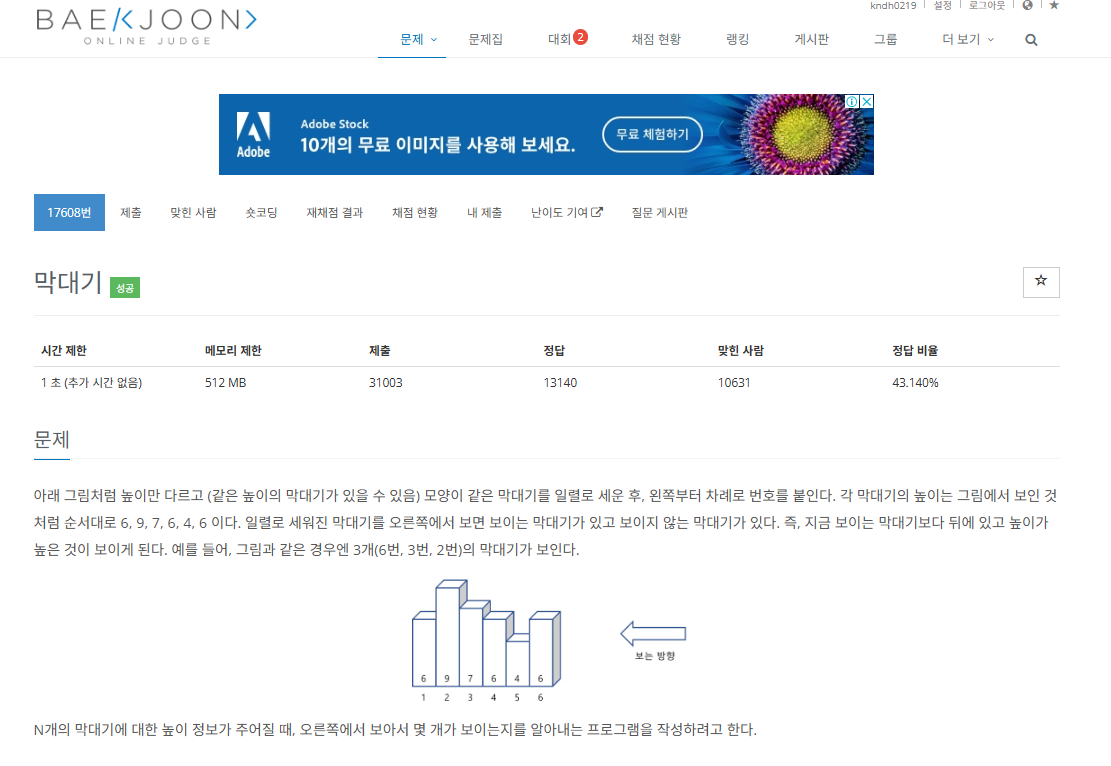 BAE/<JOON>
ONLINE JUDGE
kndh0219 설정 로그아웃
문제 문제집 대회 2 채점 현황 랭킹 게시판 그룹 더 보기
Adobe
Adobe Stock
10개의 무료 이미지를 사용해 보세요.
무료 체험하기
17608번 제출 맞힌 사람 숏코딩 재채점 결과 채점 현황 내 제출 난이도 기여 질문 게시판
막대기 성공
시간 제한 메모리 제한 제출 정답 맞힌 사람 정답 비율
1 초 (추가 시간 없음) 512 MB 31003 13140 10631 43.140%
문제
아래 그림처럼 높이만 다르고 (같은 높이의 막대기가 있을 수 있음) 모양이 같은 막대기를 일렬로 세운 후, 왼쪽부터 차례로 번호를 붙인다. 각 막대기의 높이는 그림에서 보인 것
처럼 순서대로 6, 9, 7, 6, 4, 6 이다. 일렬로 세워진 막대기를 오른쪽에서 보면 보이는 막대기가 있고 보이지 않는 막대기가 있다. 즉, 지금 보이는 막대기보다 뒤에 있고 높이가
높은 것이 보이게 된다. 예를 들어, 그림과 같은 경우엔 3개(6번, 3번, 2번)의 막대기가 보인다.
6 9 7 6 4 6
1 2 3 4 5 6
보는 방향
N개의 막대기에 대한 높이 정보가 주어질 때, 오른쪽에서 보아서 몇 개가 보이는지를 알아내는 프로그램을 작성하려고 한다.